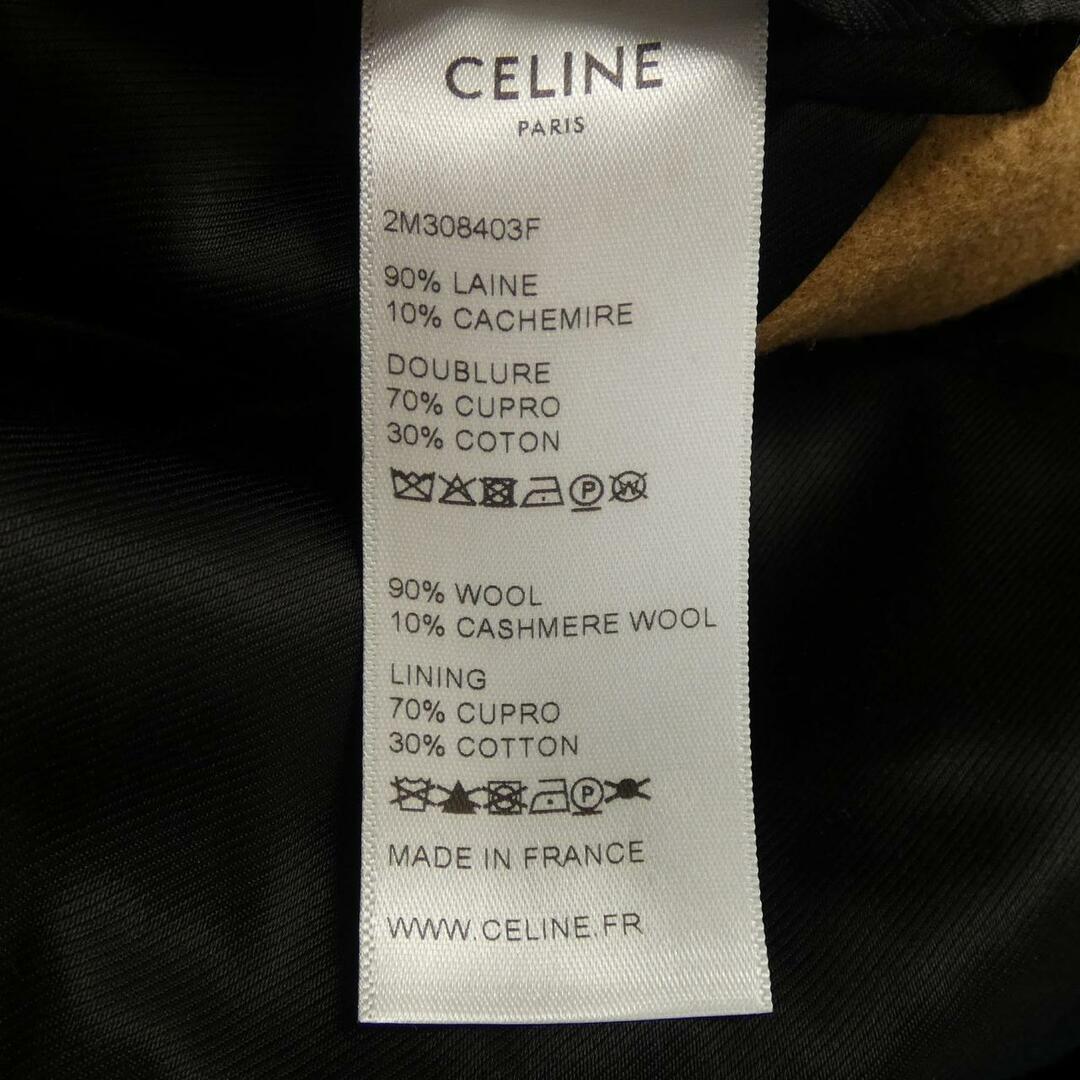 CELINE
PARIS
2M308403F
90% LAINE
10% CACHEMIRE
DOUBLURE
70% CUPRO
30% COTON
P W
90% WOOL
10% CASHMERE WOOL
LINING
70% CUPRO
30% COTTON
P
MADE IN FRANCE
WWW.CELINE.FR